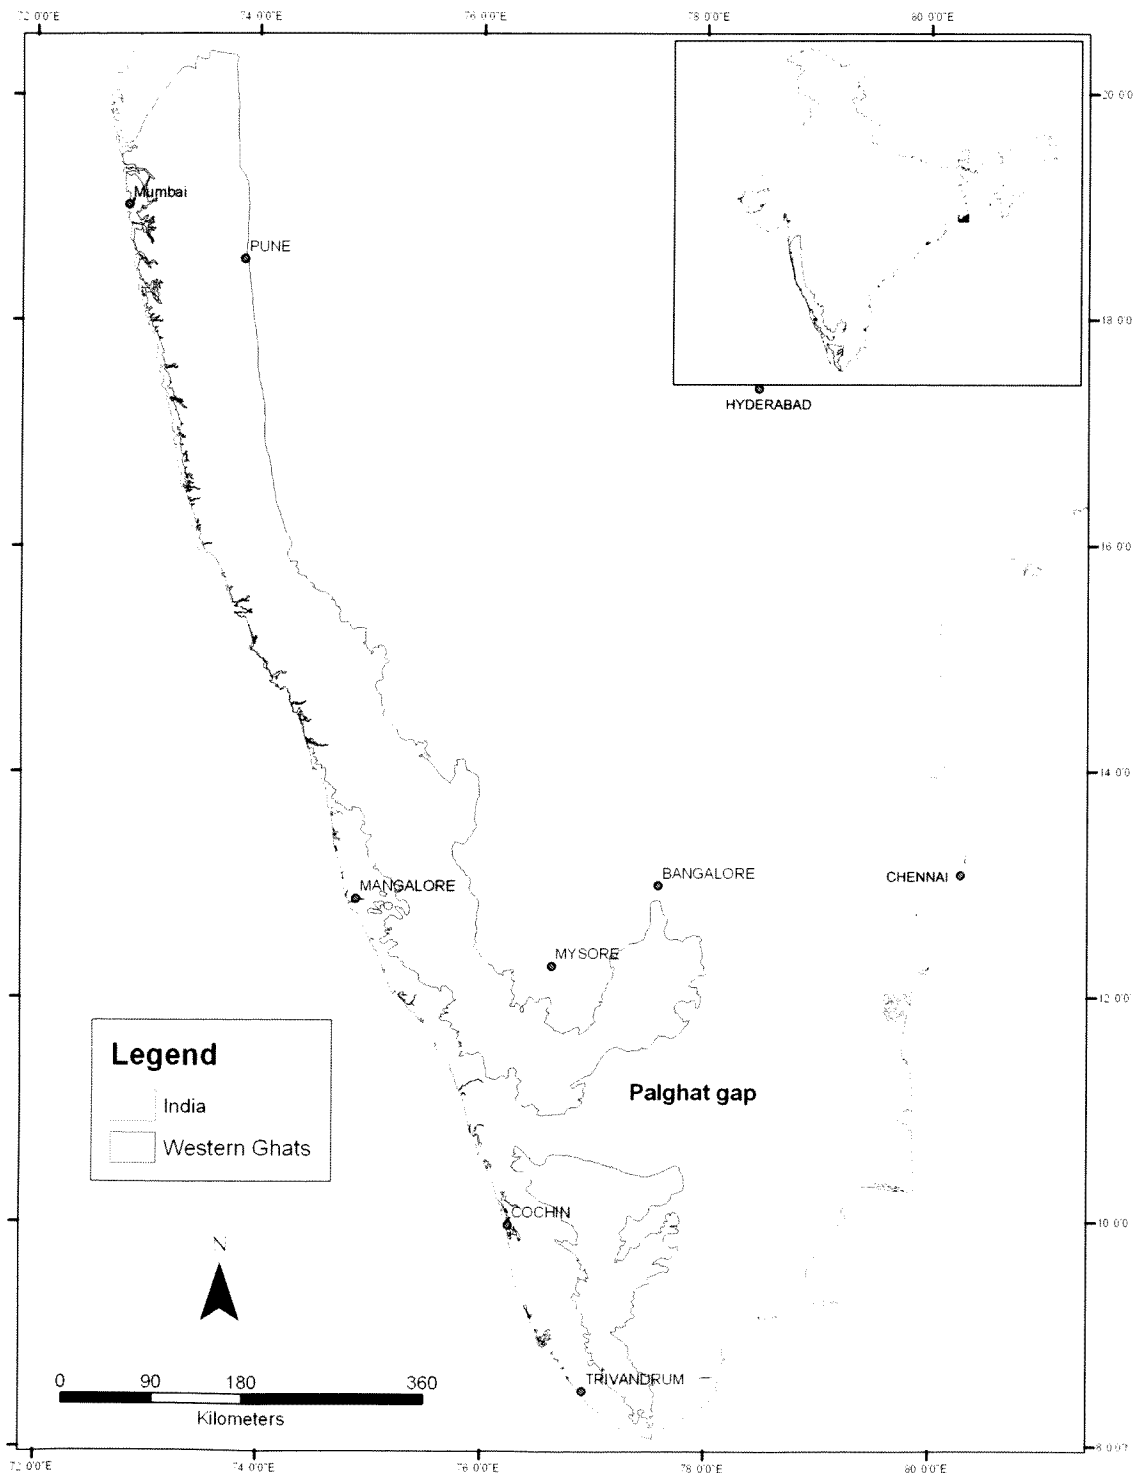 72 0'0"E 74 0'0"E 76 0'0"E 78 0'0"E 80 0'0"E
20 0'0
Mumbai
PUNE
18 0'0
HYDERABAD
16 0'0
14 0'0
BANGALORE
CHENNAI
MANGALORE
MYSORE
12 0'0
Legend
India
Western Ghats
Palghat gap
COCHIN
10 0'0
N
TRIVANDRUM
0 90 180 360
Kilometers
8 0'0"
72 0'0"E 74 0'0"E 76 0'0"E 78 0'0"E 80 0'0"E